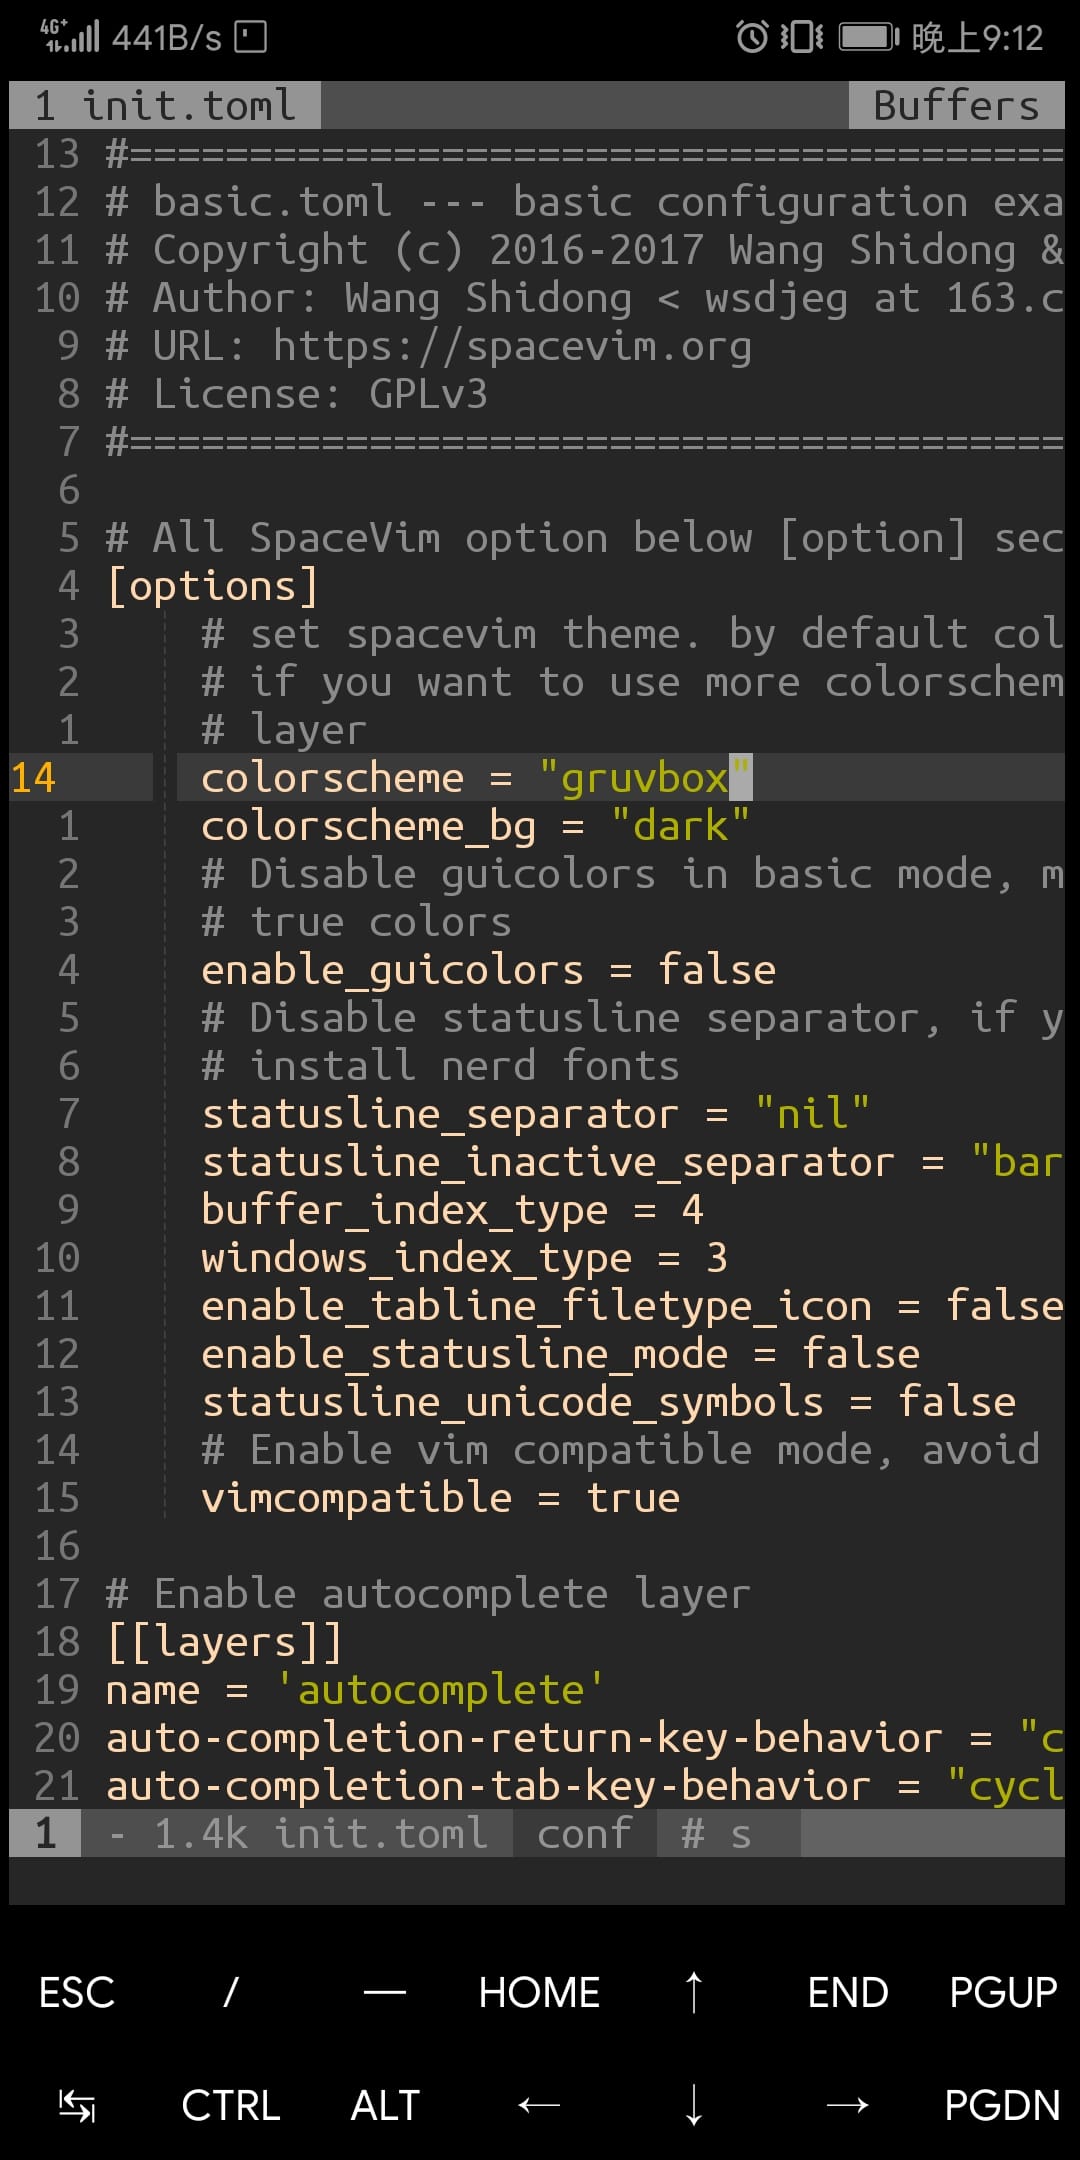 4G+ 441B/s 晚上9:12
1 init.toml Buffers
13 #=======================================
12 # basic.toml --- basic configuration exa
11 # Copyright (c) 2016-2017 Wang Shidong &
10 # Author: Wang Shidong < wsdjeg at 163.c
9 # URL: https://spacevim.org
8 # License: GPLv3
7 #=======================================
6
5 # All SpaceVim option below [option] sec
4 [options]
3 # set spacevim theme. by default col
2 # if you want to use more colorschem
1 # layer
14 colorscheme = "gruvbox"
1 colorscheme_bg = "dark"
2 # Disable guicolors in basic mode, m
3 # true colors
4 enable_guicolors = false
5 # Disable statusline separator, if y
6 # install nerd fonts
7 statusline_separator = "nil"
8 statusline_inactive_separator = "bar
9 buffer_index_type = 4
10 windows_index_type = 3
11 enable_tabline_filetype_icon = false
12 enable_statusline_mode = false
13 statusline_unicode_symbols = false
14 # Enable vim compatible mode, avoid
15 vimcompatible = true
16
17 # Enable autocomplete layer
18 [[layers]]
19 name = 'autocomplete'
20 auto-completion-return-key-behavior = "c
21 auto-completion-tab-key-behavior = "cycl
1 - 1.4k init.toml conf # s
ESC / — HOME ↑ END PGUP
↹ CTRL ALT ← ↓ → PGDN